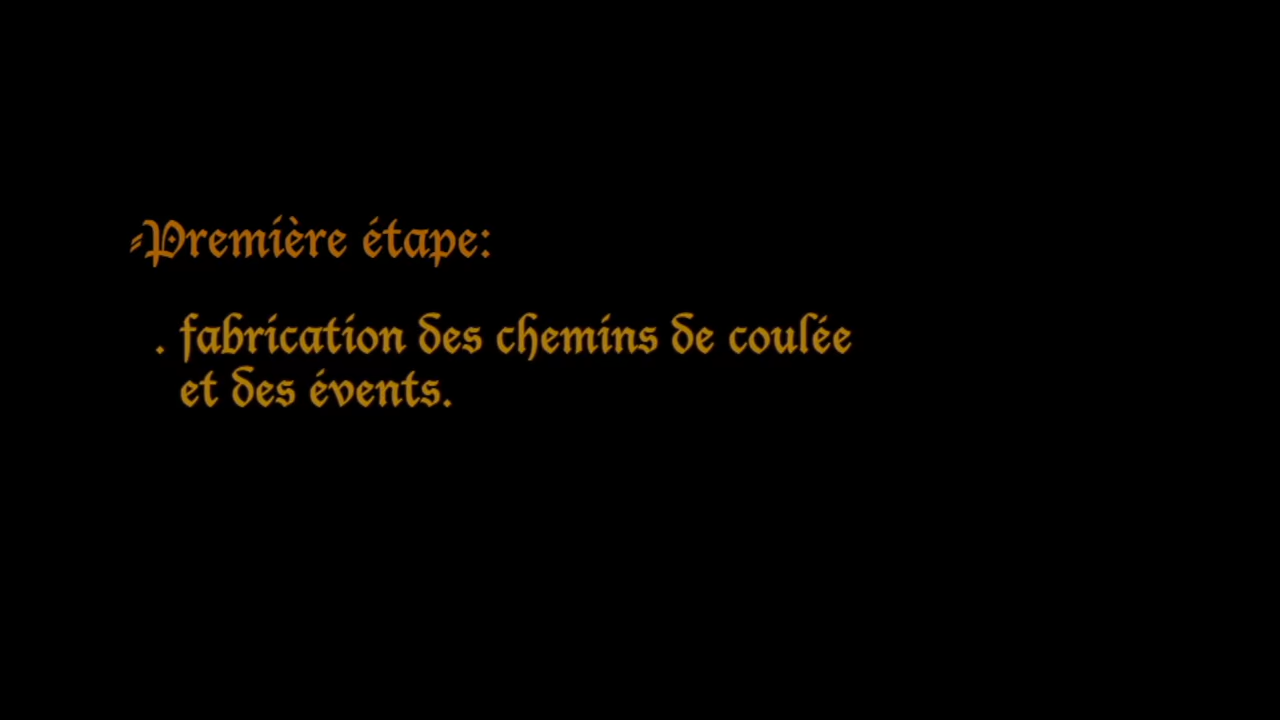 -Première étape:
. fabrication des chemins de coulée
et des évents.